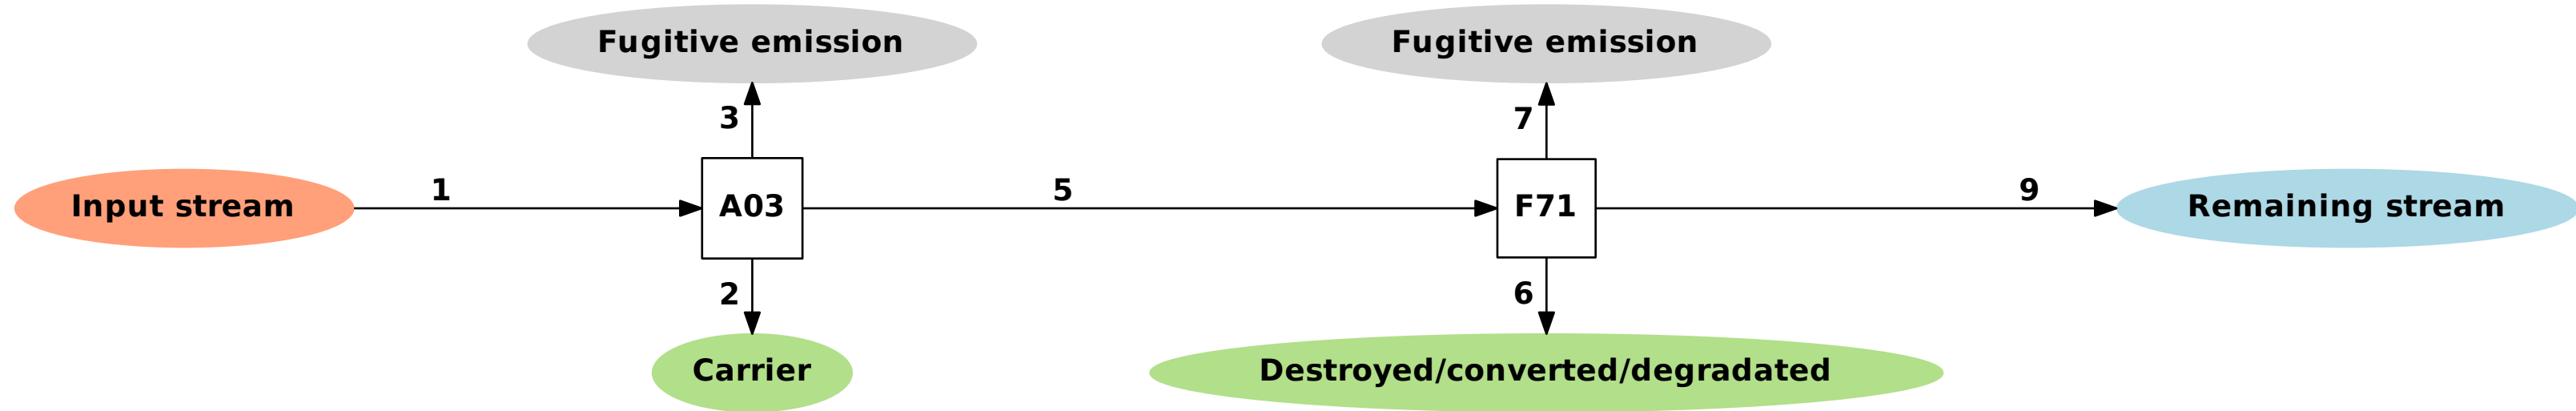 Fugitive emission
Fugitive emission
3
7
Input stream
1
A03
5
F71
9
Remaining stream
2
6
Carrier
Destroyed/converted/degradated